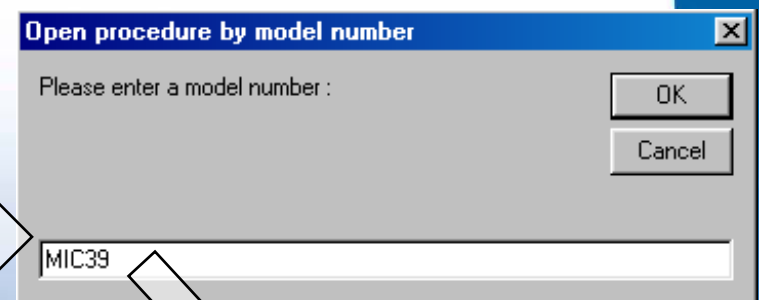 Open procedure by model number
Please enter a model number :
OK
Cancel
MIC39